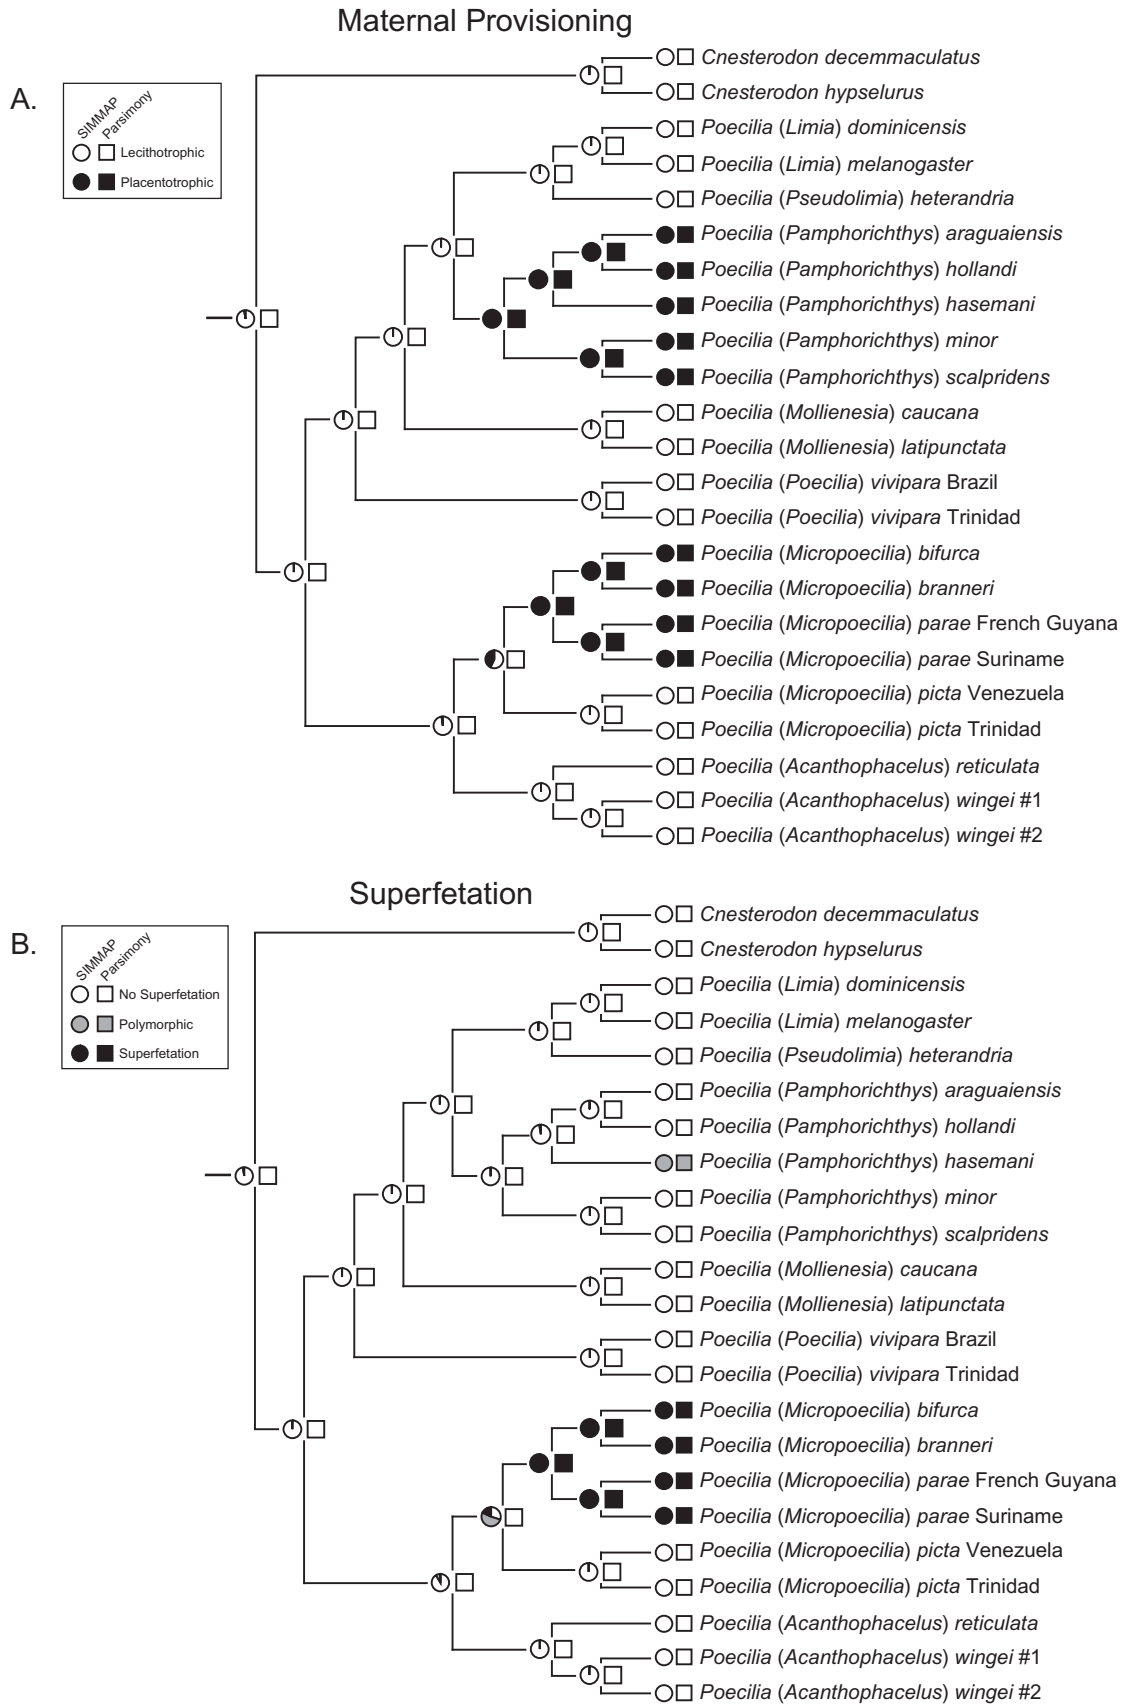 Maternal Provisioning
A.
SIMMAP
Parsimony
Lecithotrophic
Placentotrophic
Cnesterodon decemmaculatus
Cnesterodon hypselurus
Poecilia (Limia) dominicensis
Poecilia (Limia) melanogaster
Poecilia (Pseudolimia) heterandria
Poecilia (Pamphorichthys) araguaiensis
Poecilia (Pamphorichthys) hollandi
Poecilia (Pamphorichthys) hasemani
Poecilia (Pamphorichthys) minor
Poecilia (Pamphorichthys) scalpridens
Poecilia (Mollienesia) caucana
Poecilia (Mollienesia) latipunctata
Poecilia (Poecilia) vivipara Brazil
Poecilia (Poecilia) vivipara Trinidad
Poecilia (Micropoecilia) bifurca
Poecilia (Micropoecilia) branneri
Poecilia (Micropoecilia) parae French Guyana
Poecilia (Micropoecilia) parae Suriname
Poecilia (Micropoecilia) picta Venezuela
Poecilia (Micropoecilia) picta Trinidad
Poecilia (Acanthophacelus) reticulata
Poecilia (Acanthophacelus) wingei #1
Poecilia (Acanthophacelus) wingei #2
Superfetation
B.
SIMMAP
Parsimony
No Superfetation
Polymorphic
Superfetation
Cnesterodon decemmaculatus
Cnesterodon hypselurus
Poecilia (Limia) dominicensis
Poecilia (Limia) melanogaster
Poecilia (Pseudolimia) heterandria
Poecilia (Pamphorichthys) araguaiensis
Poecilia (Pamphorichthys) hollandi
Poecilia (Pamphorichthys) hasemani
Poecilia (Pamphorichthys) minor
Poecilia (Pamphorichthys) scalpridens
Poecilia (Mollienesia) caucana
Poecilia (Mollienesia) latipunctata
Poecilia (Poecilia) vivipara Brazil
Poecilia (Poecilia) vivipara Trinidad
Poecilia (Micropoecilia) bifurca
Poecilia (Micropoecilia) branneri
Poecilia (Micropoecilia) parae French Guyana
Poecilia (Micropoecilia) parae Suriname
Poecilia (Micropoecilia) picta Venezuela
Poecilia (Micropoecilia) picta Trinidad
Poecilia (Acanthophacelus) reticulata
Poecilia (Acanthophacelus) wingei #1
Poecilia (Acanthophacelus) wingei #2